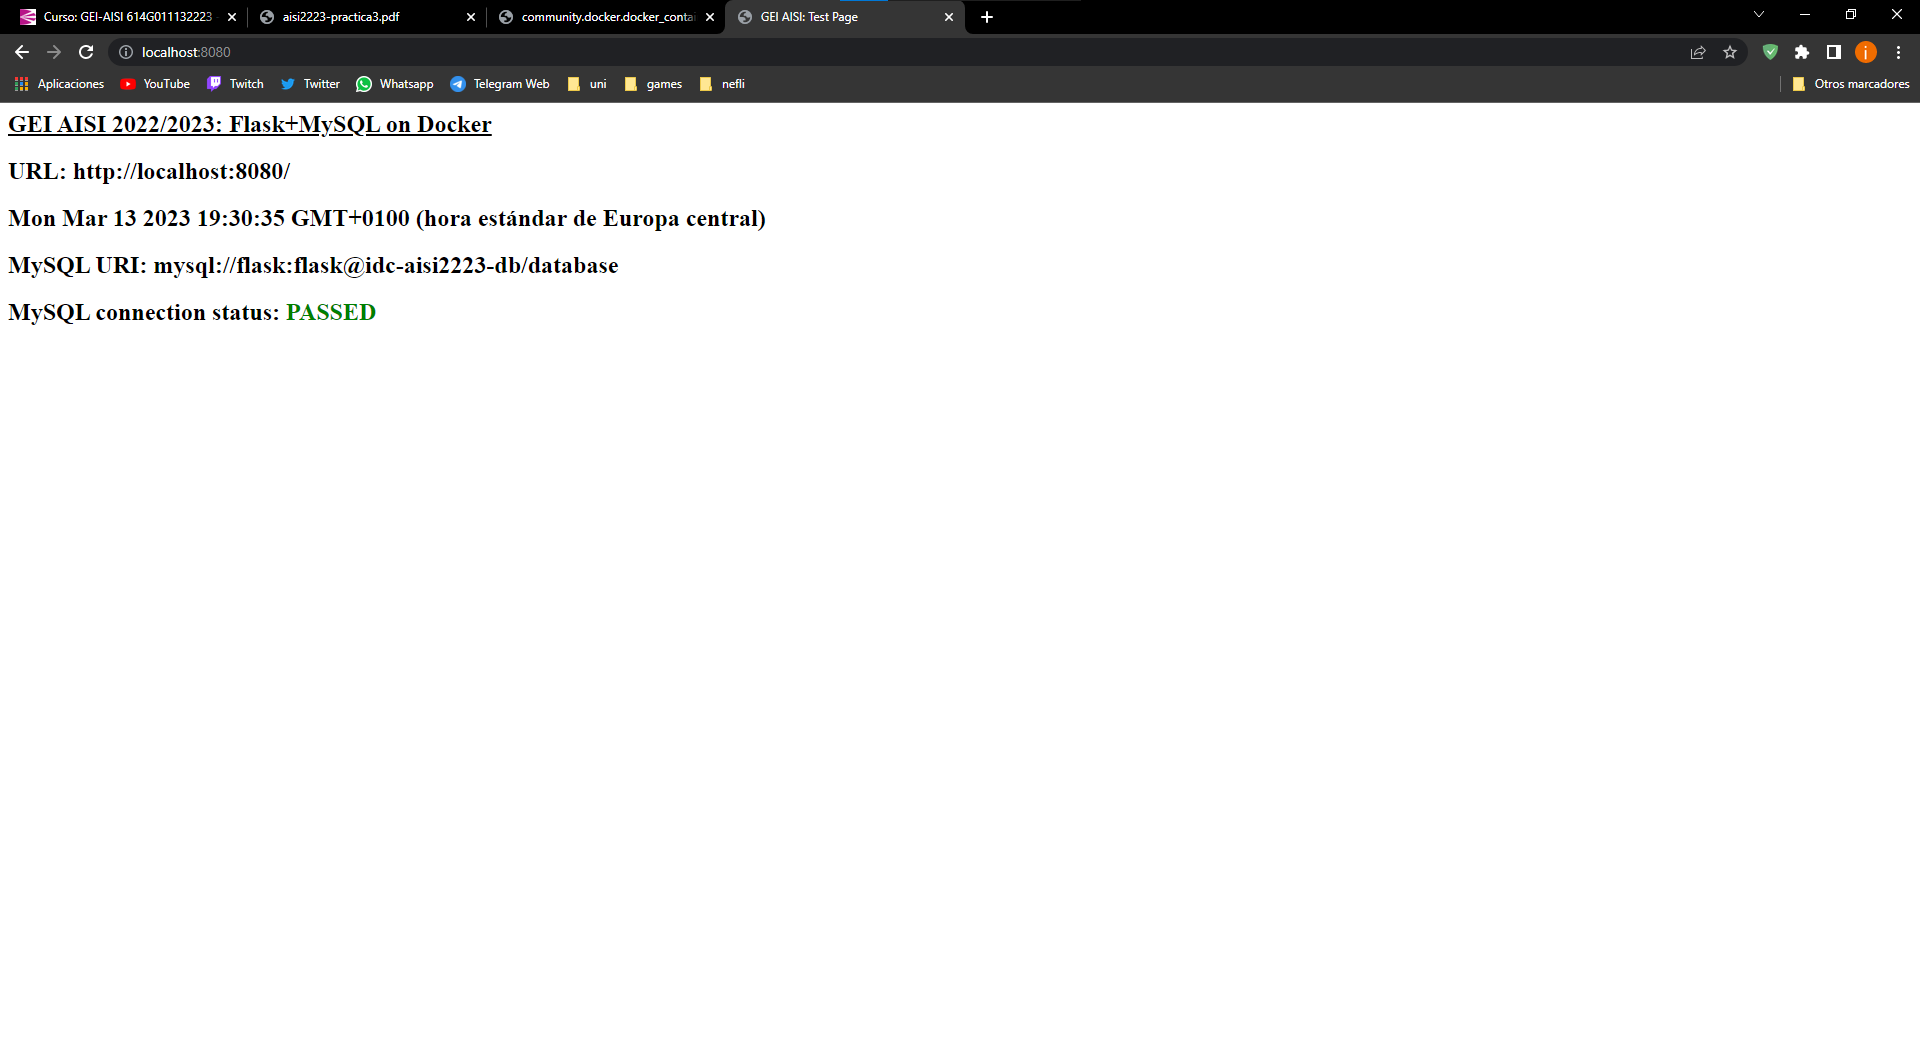 Curso: GEI-AISI 614G011132223
aisi2223-practica3.pdf
community.docker.docker_contai
GEI AISI: Test Page
localhost:8080
i
Aplicaciones
YouTube
Twitch
Twitter
Whatsapp
Telegram Web
uni
games
nefli
Otros marcadores
GEI AISI 2022/2023: Flask+MySQL on Docker
URL: http://localhost:8080/
Mon Mar 13 2023 19:30:35 GMT+0100 (hora estándar de Europa central)
MySQL URI: mysql://flask:flask@idc-aisi2223-db/database
MySQL connection status: PASSED